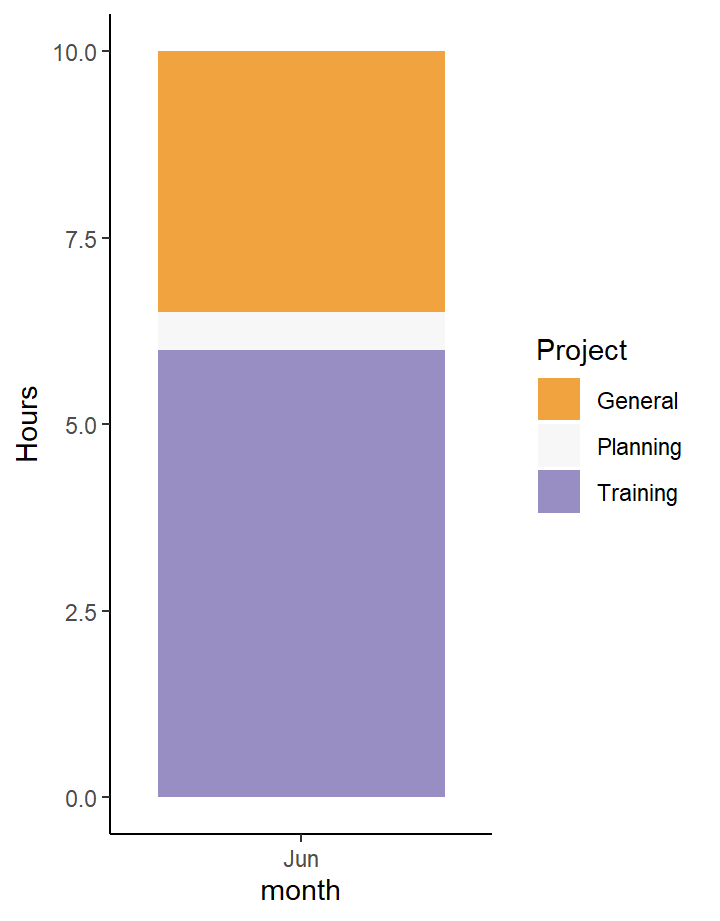 10.0
7.5
5.0
2.5
0.0
Hours
Jun
month
Project
General
Planning
Training